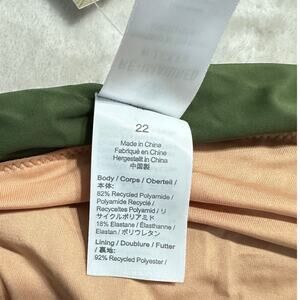 22
Made in China
Fabriqué en Chine
Hergestellt in China
中国製
Body / Corps / Oberteil /
本体:
82% Recycled Polyamide /
Polyamide Recyclé /
Recyceltes Polyamid / リ
サイクルポリアミド
18% Elastane / Élasthanne /
Elastan / ポリウレタン
Lining / Doublure / Futter
/ 裏地:
92% Recycled Polyester /